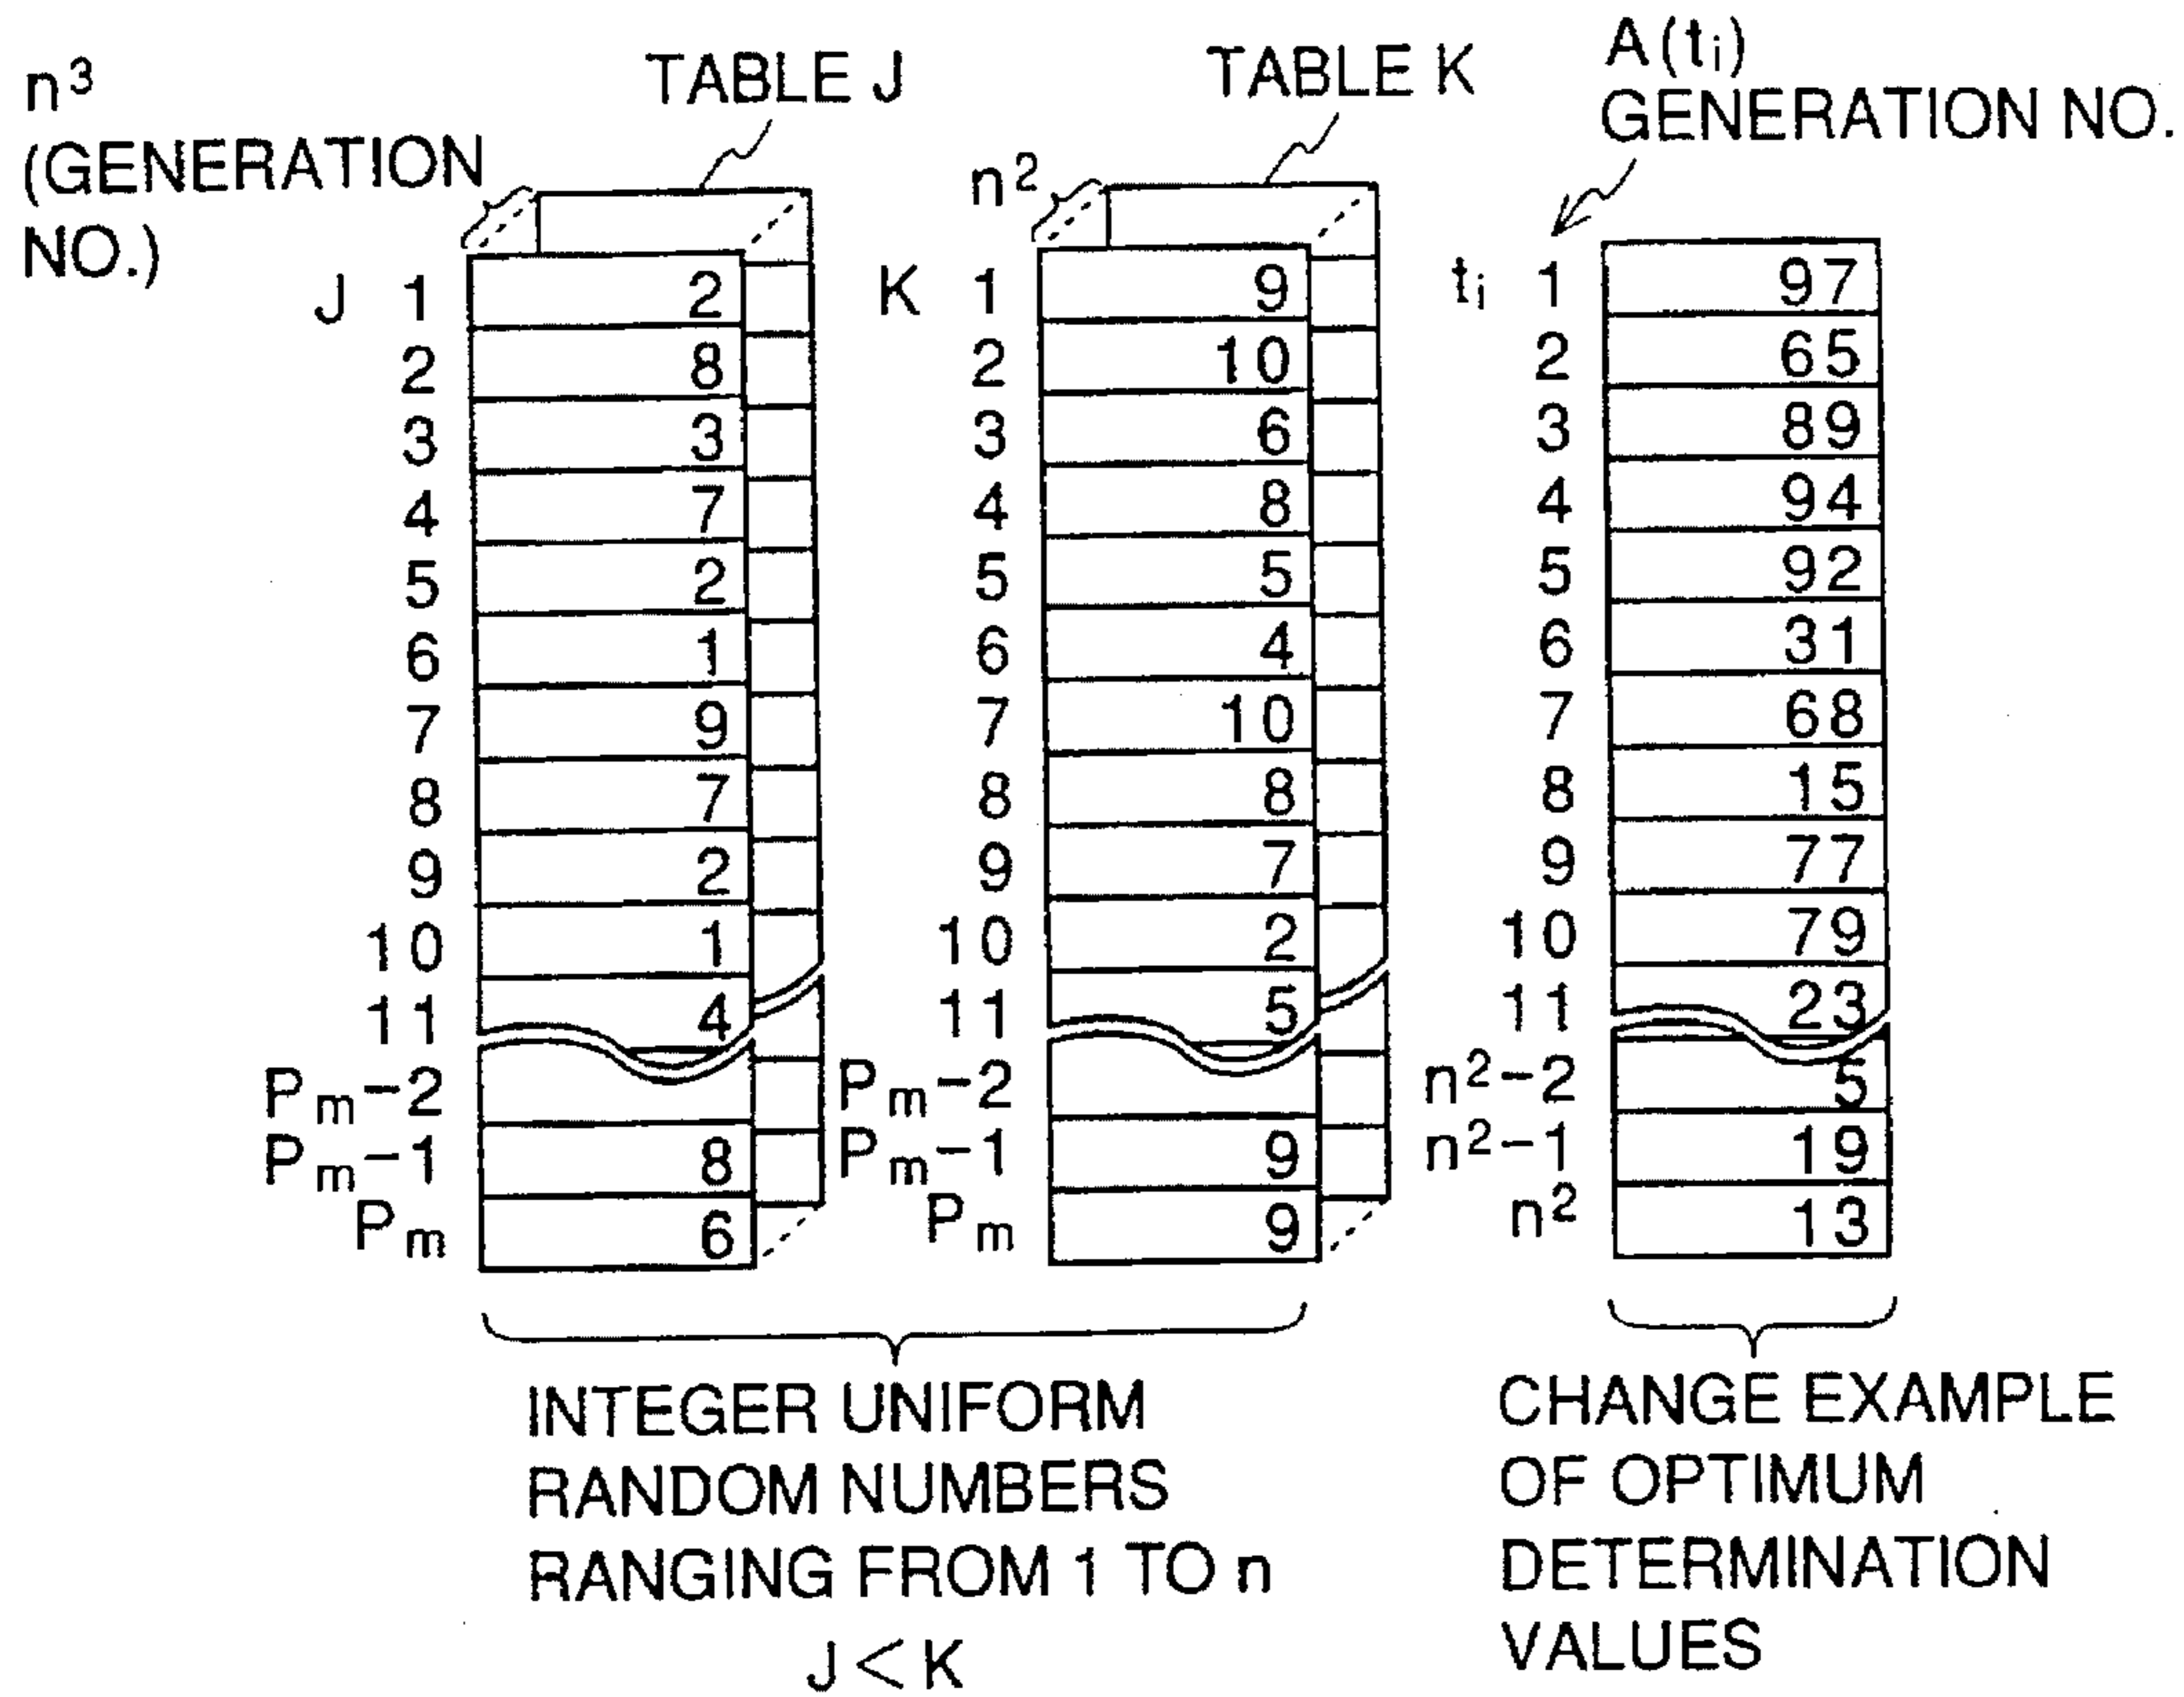 n³
(GENERATION
NO.)
TABLE J
n²
TABLE K
A(tᵢ)
GENERATION NO.
J 1 2 K 1 9 tᵢ 1 97
2 8 2 10 2 65
3 3 3 6 3 89
4 7 4 8 4 94
5 2 5 5 5 92
6 1 6 4 6 31
7 9 7 10 7 68
8 7 8 8 8 15
9 2 9 7 9 77
10 1 10 2 10 79
11 4 11 5 11 23
Pₘ-2 Pₘ-2 n²-2 5
Pₘ-1 8 Pₘ-1 9 n²-1 19
Pₘ 6 Pₘ 9 n² 13
INTEGER UNIFORM
RANDOM NUMBERS
RANGING FROM 1 TO n
J<K
CHANGE EXAMPLE
OF OPTIMUM
DETERMINATION
VALUES